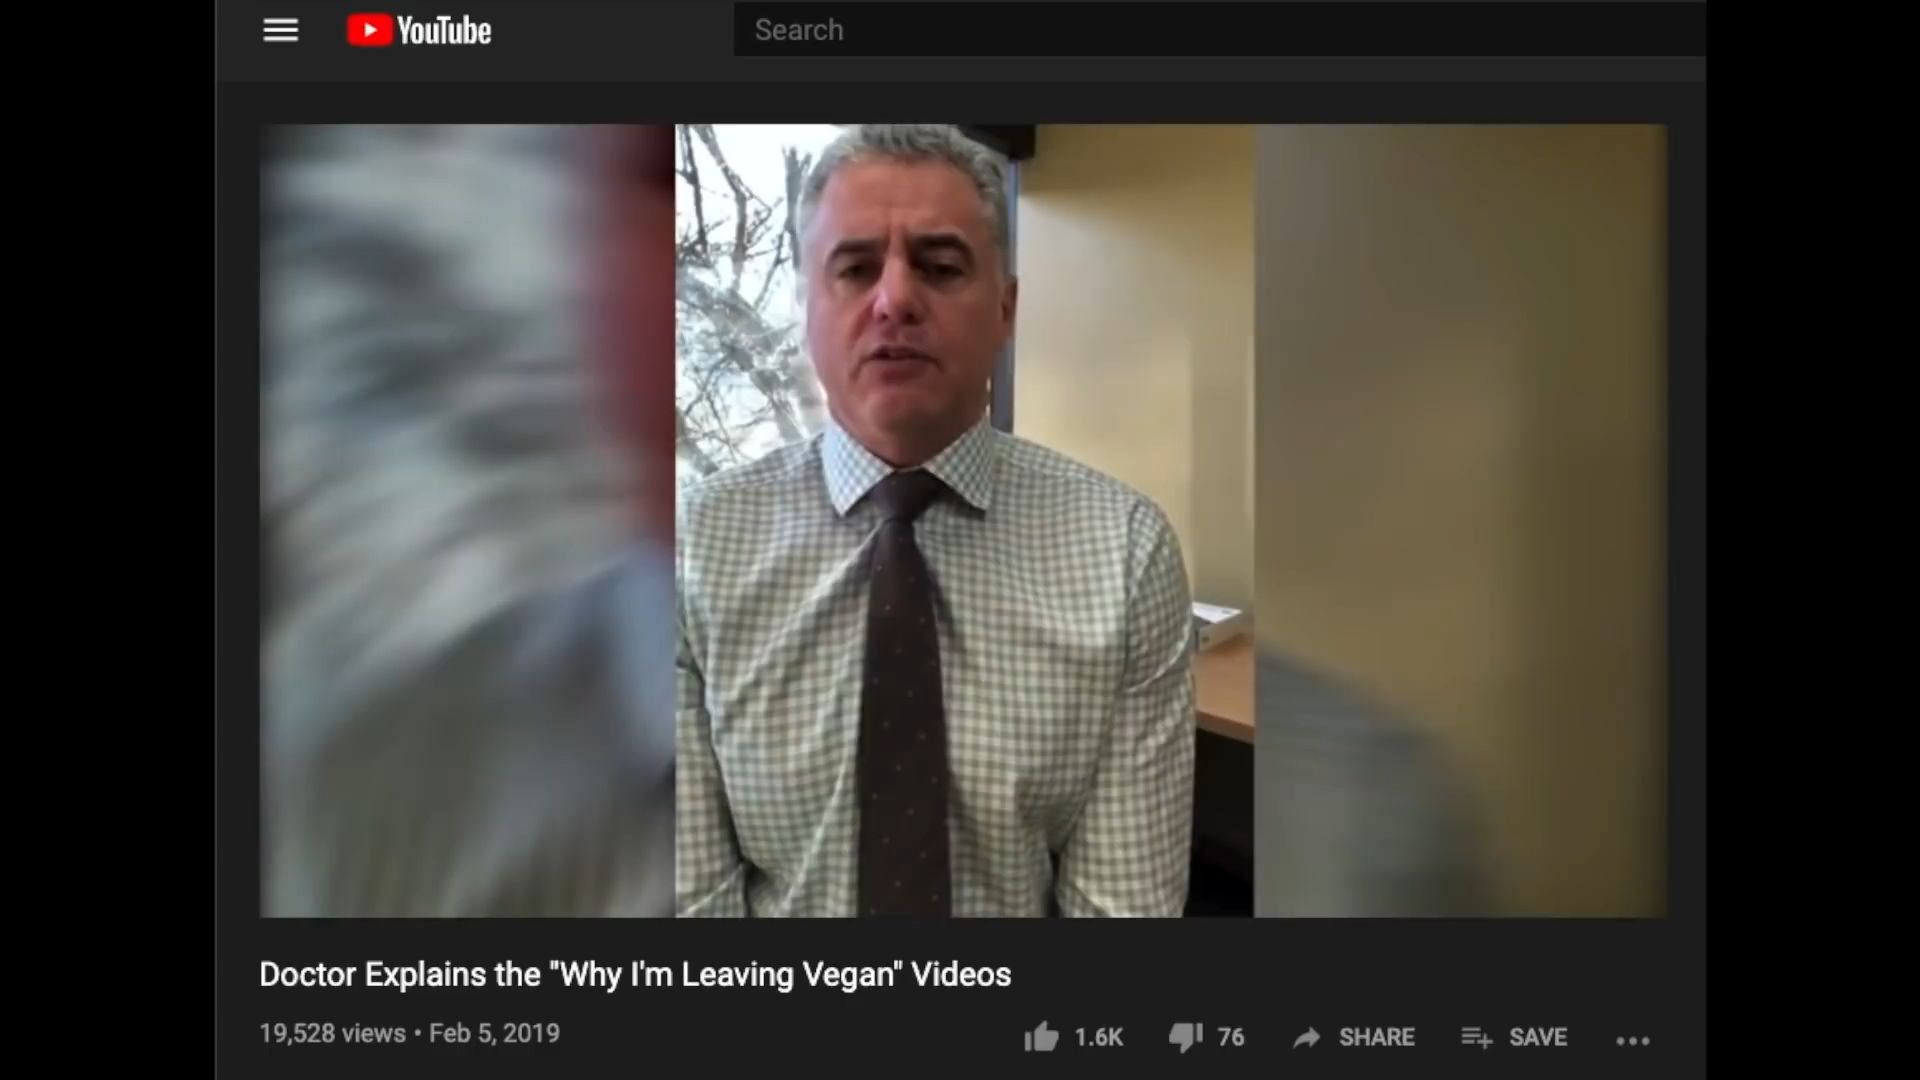 YouTube
Search
Doctor Explains the "Why I'm Leaving Vegan" Videos
19,528 views • Feb 5, 2019
1.6K
76
SHARE
SAVE